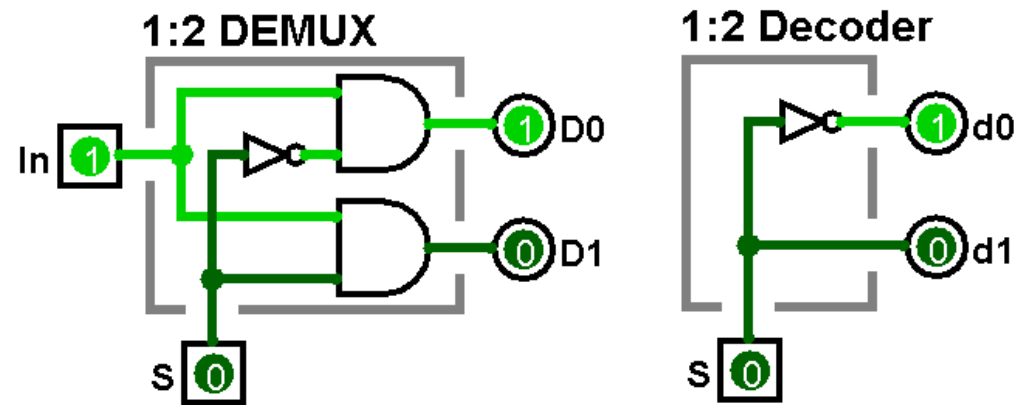 1:2 DEMUX
In 1
1 D0
0 D1
S 0
1:2 Decoder
1 d0
0 d1
S 0